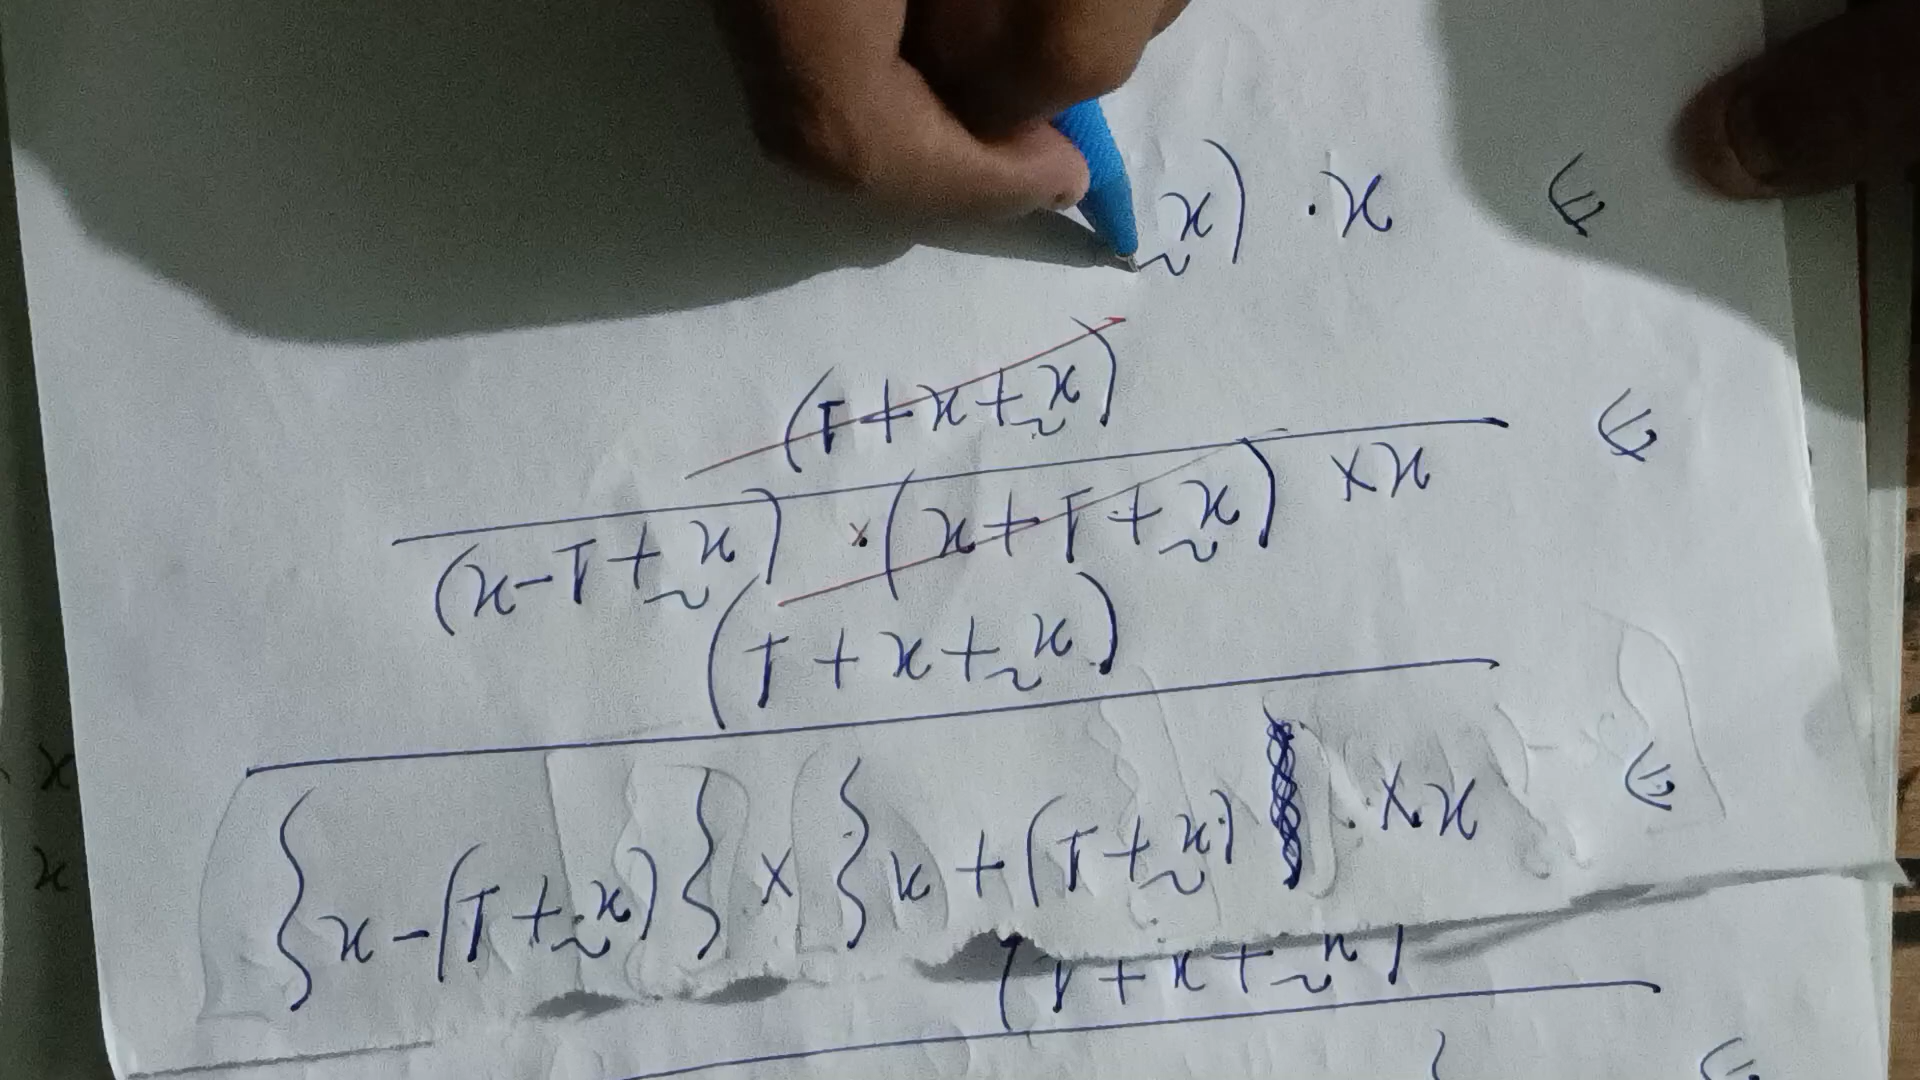 (x²+x+1)
⇒ x × · {(x²+1) + x} × {(x²+1) − x}
(x² + x + 1)
⇒ x × (x² + 1 + x) × (x² + 1 − x)
(x² + x + 1)
⇒ x · (x²